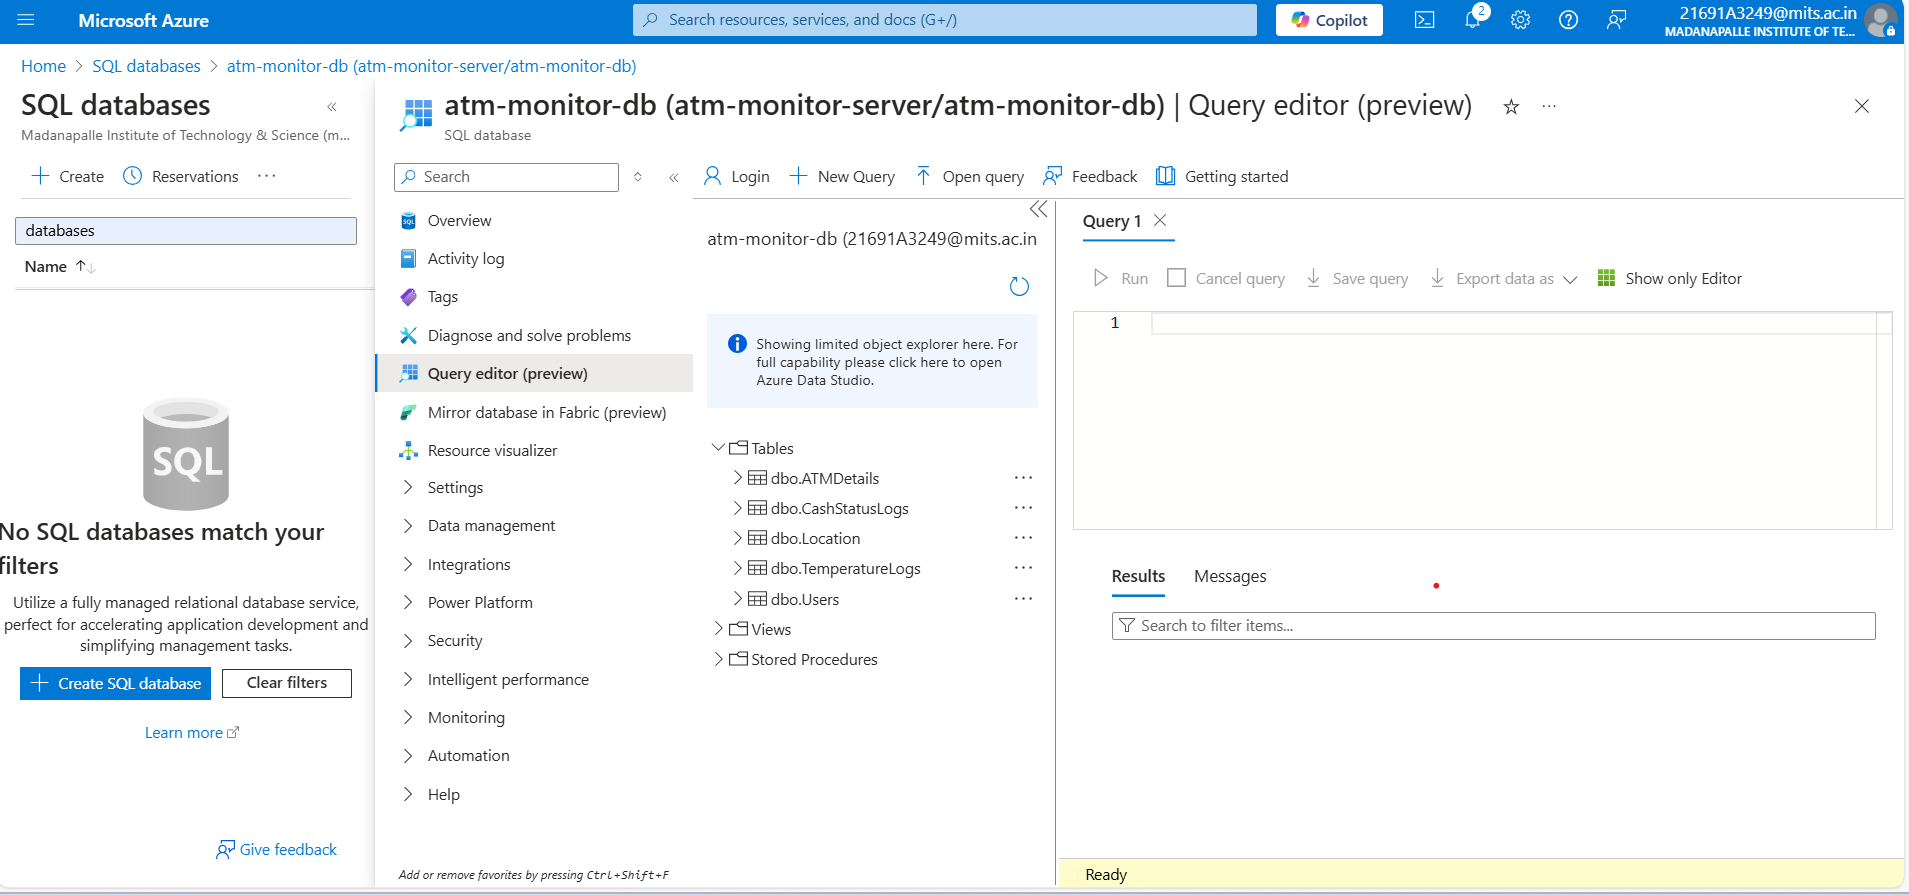 Microsoft Azure
Search resources, services, and docs (G+/)
Copilot
2
21691A3249@mits.ac.in
MADANAPALLE INSTITUTE OF TE...
Home > SQL databases > atm-monitor-db (atm-monitor-server/atm-monitor-db)
SQL databases
Madanapalle Institute of Technology & Science (m...
Create
Reservations
databases
Name
SQL
No SQL databases match your
filters
Utilize a fully managed relational database service,
perfect for accelerating application development and
simplifying management tasks.
Create SQL database
Clear filters
Learn more
Give feedback
atm-monitor-db (atm-monitor-server/atm-monitor-db) | Query editor (preview)
SQL database
Search
Overview
Activity log
Tags
Diagnose and solve problems
Query editor (preview)
Mirror database in Fabric (preview)
Resource visualizer
Settings
Data management
Integrations
Power Platform
Security
Intelligent performance
Monitoring
Automation
Help
Add or remove favorites by pressing Ctrl+Shift+F
Login
New Query
Open query
Feedback
Getting started
atm-monitor-db (21691A3249@mits.ac.in
Showing limited object explorer here. For
full capability please click here to open
Azure Data Studio.
Tables
dbo.ATMDetails
dbo.CashStatusLogs
dbo.Location
dbo.TemperatureLogs
dbo.Users
Views
Stored Procedures
Query 1
Run
Cancel query
Save query
Export data as
Show only Editor
1
Results
Messages
Search to filter items...
Ready